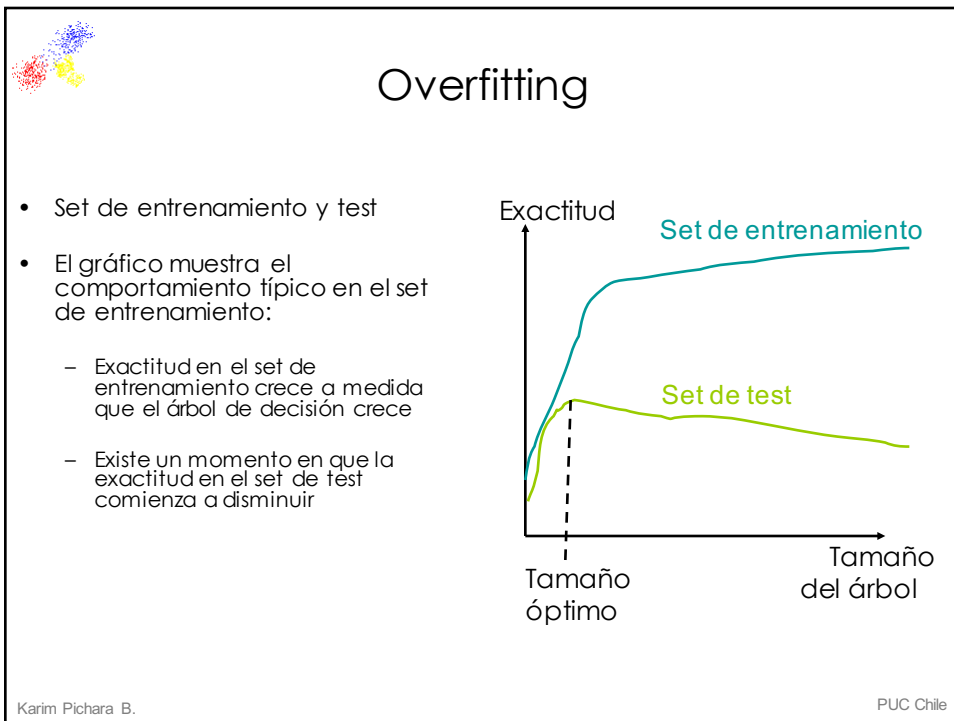 Overfitting
• Set de entrenamiento y test
• El gráfico muestra el
comportamiento típico en el set
de entrenamiento:
– Exactitud en el set de
entrenamiento crece a medida
que el árbol de decisión crece
– Existe un momento en que la
exactitud en el set de test
comienza a disminuir
Exactitud
Set de entrenamiento
Set de test
Tamaño
óptimo
Tamaño
del árbol
Karim Pichara B.
PUC Chile